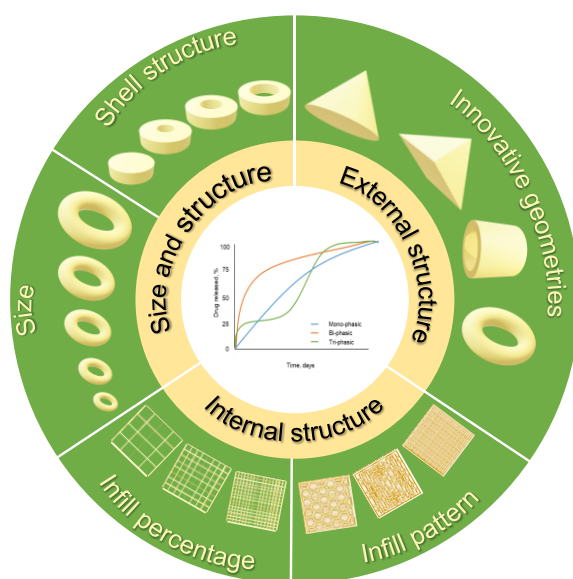 Shell structure
Innovative geometries
Size
Size and structure
External structure
Drug released, %
100
75
50
25
0
Mono-phasic
Bi-phasic
Tri-phasic
Time, days
Internal structure
Infill percentage
Infill pattern